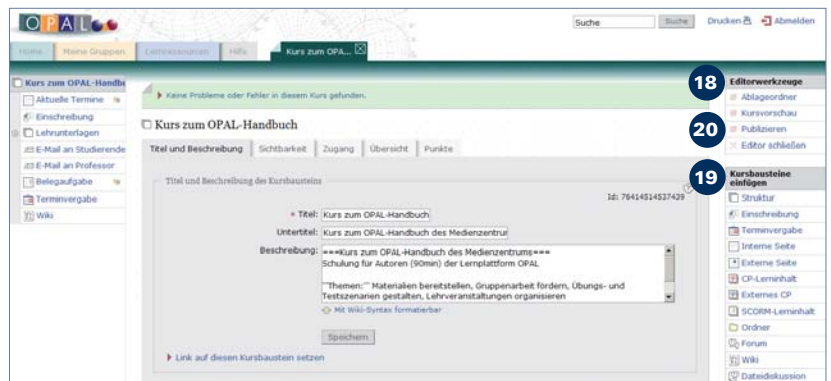 OPAL
Suche Suche Drucken Abmelden
Home Meine Gruppen Lernressourcen Hilfe Kurs zum OPA...
Kurs zum OPAL-Handbu
Aktuelle Termine
Einschreibung
Lehrunterlagen
E-Mail an Studierende
E-Mail an Professor
Belegaufgabe
Terminvergabe
Wiki
Keine Probleme oder Fehler in diesem Kurs gefunden.
Kurs zum OPAL-Handbuch
Titel und Beschreibung Sichtbarkeit Zugang Übersicht Punkte
Titel und Beschreibung des Kursbausteins
Id: 76414514537439
Titel: Kurs zum OPAL-Handbuch
Untertitel: Kurs zum OPAL-Handbuch des Medienzentrur
Beschreibung: ===Kurs zum OPAL-Handbuch des Medienzentrums===
Schulung für Autoren (90min) der Lernplattform OPAL
'''Themen:''' Materialien bereitstellen, Gruppenarbeit fördern, Übungs- und
Testszenarien gestalten, Lehrveranstaltungen organisieren
Mit Wiki-Syntax formatierbar
Speichern
Link auf diesen Kursbaustein setzen
18 Editorwerkzeuge
Ablageordner
Kursvorschau
20 Publizieren
Editor schließen
19 Kursbausteine
einfügen
Struktur
Einschreibung
Terminvergabe
Interne Seite
Externe Seite
CP-Lerninhalt
Externes CP
SCORM-Lerninhalt
Ordner
Forum
Wiki
Dateidiskussion